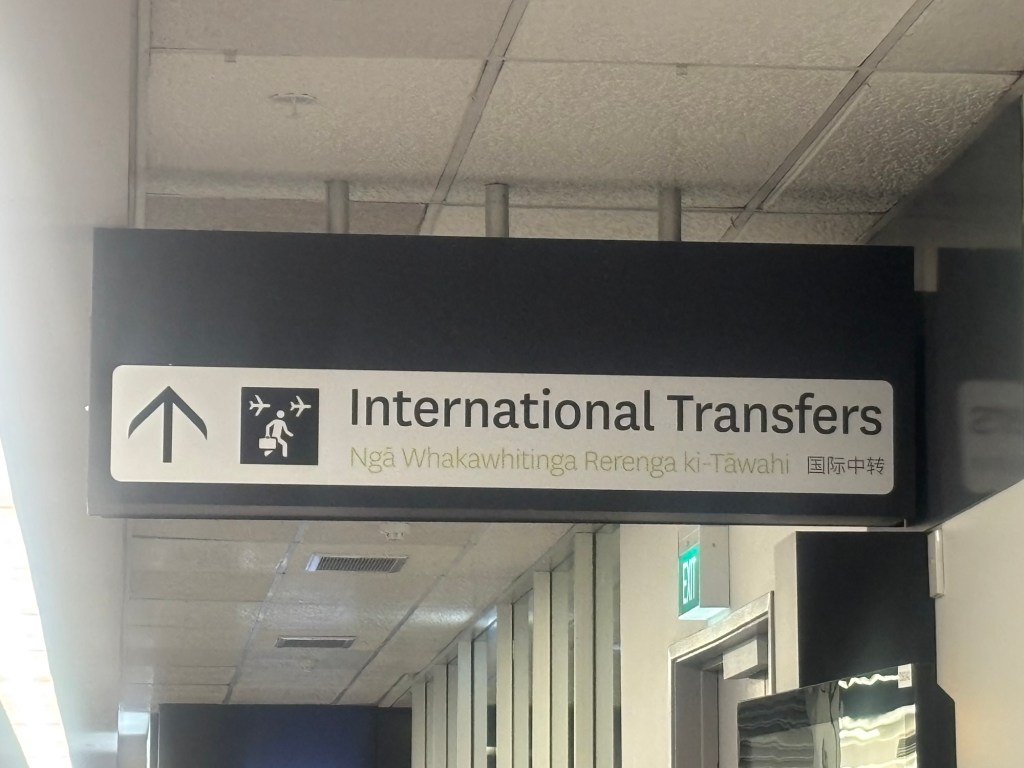 International Transfers
Ngā Whakawhitinga Rerenga ki-Tāwahi 国际中转
EXIT